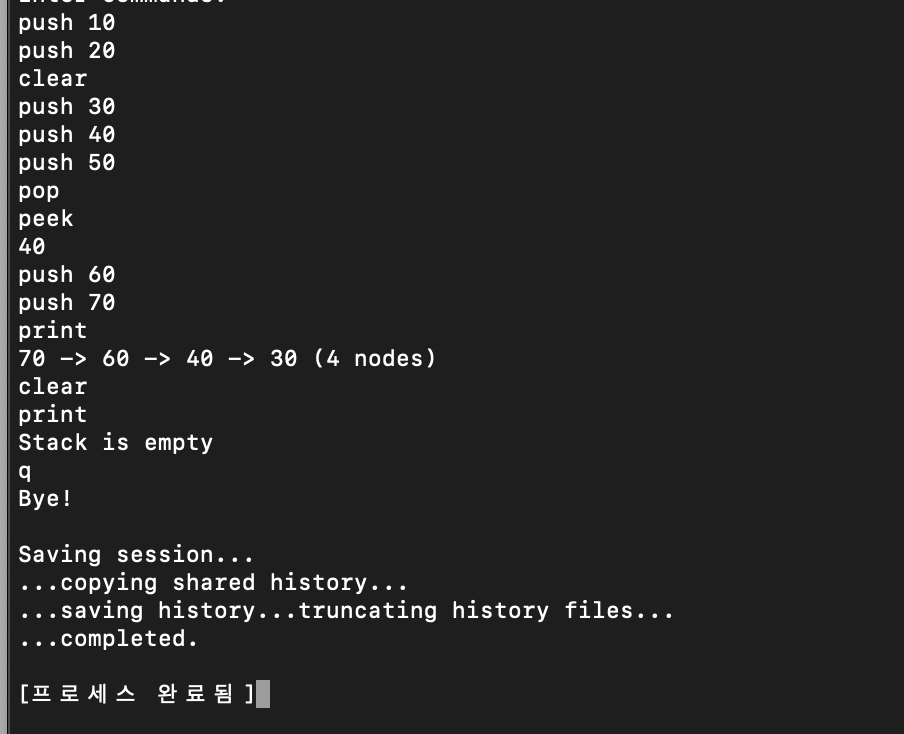 push 10
push 20
clear
push 30
push 40
push 50
pop
peek
40
push 60
push 70
print
70 -> 60 -> 40 -> 30 (4 nodes)
clear
print
Stack is empty
q
Bye!
Saving session...
...copying shared history...
...saving history...truncating history files...
...completed.
[프로세스 완료됨]